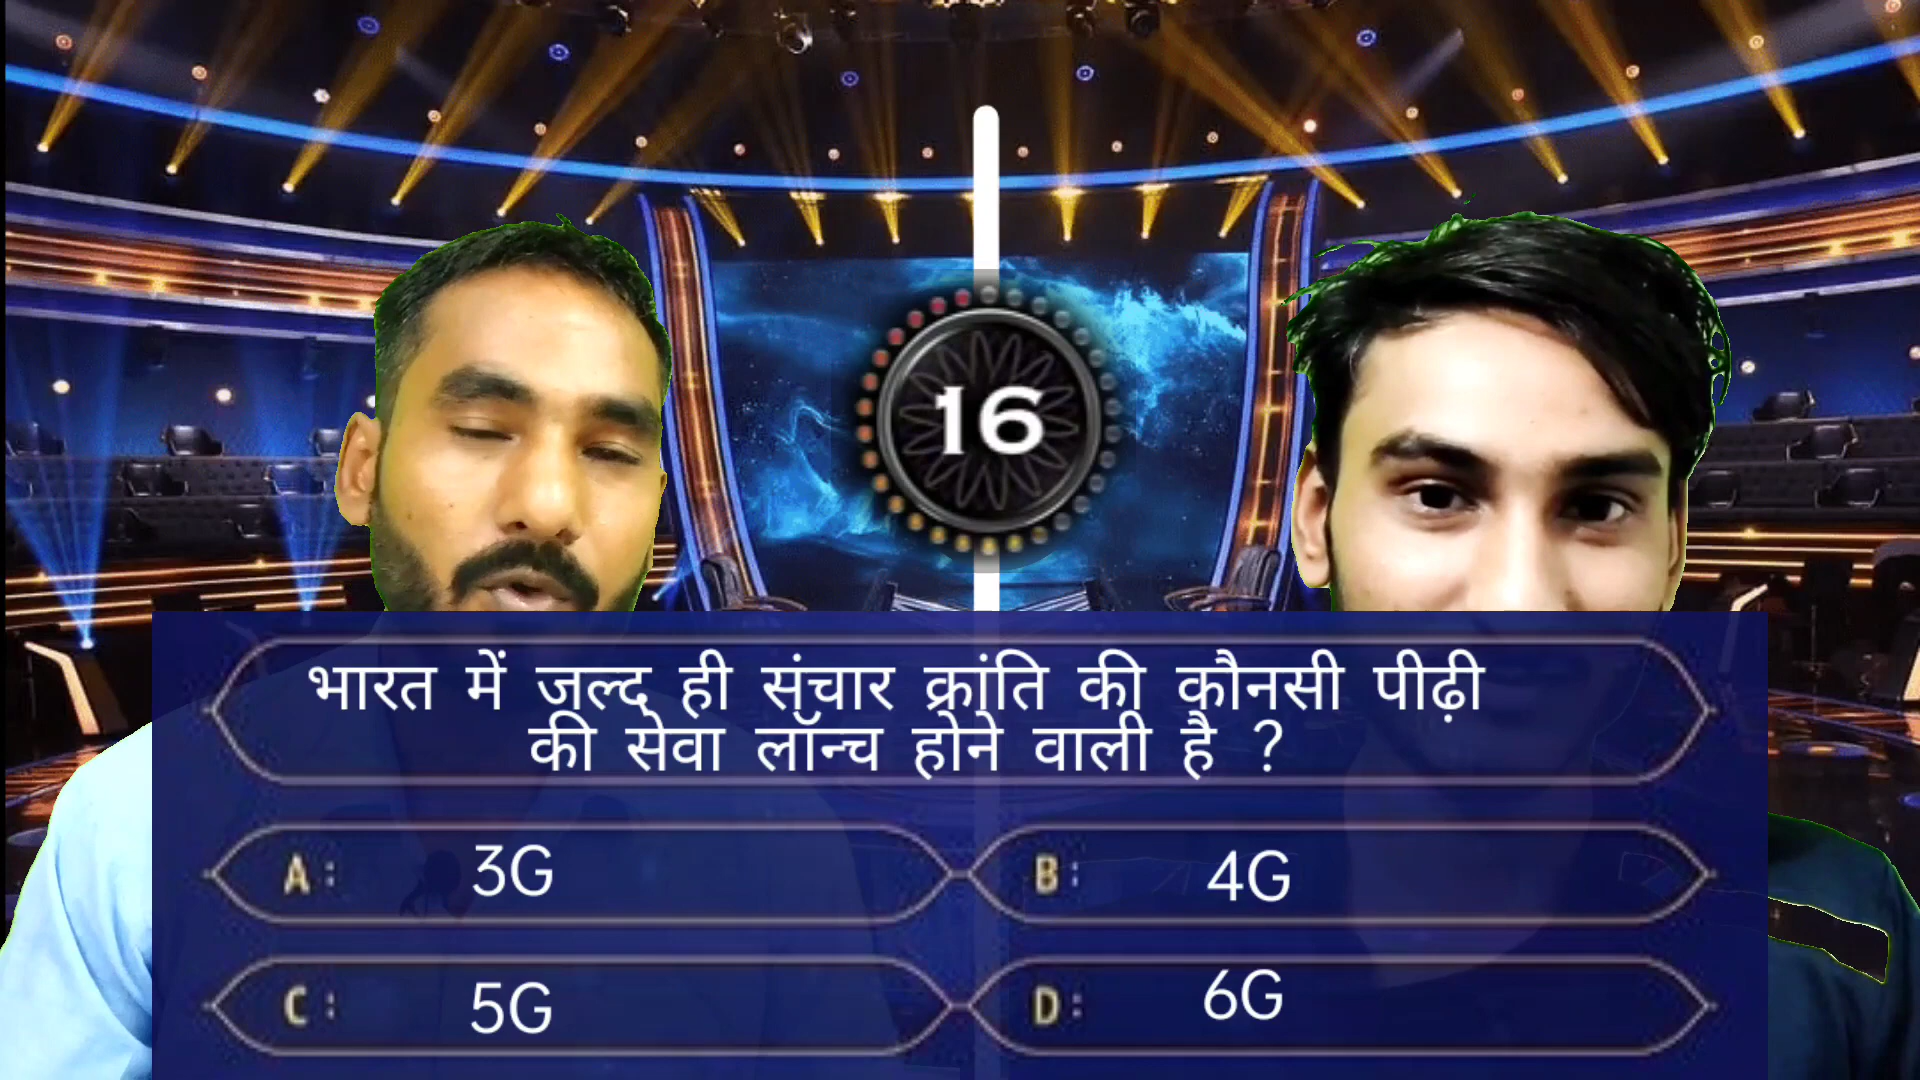 16
भारत में जल्द ही संचार क्रांति की कौनसी पीढ़ी
की सेवा लॉन्च होने वाली है ?
A : 3G
B : 4G
C : 5G
D : 6G